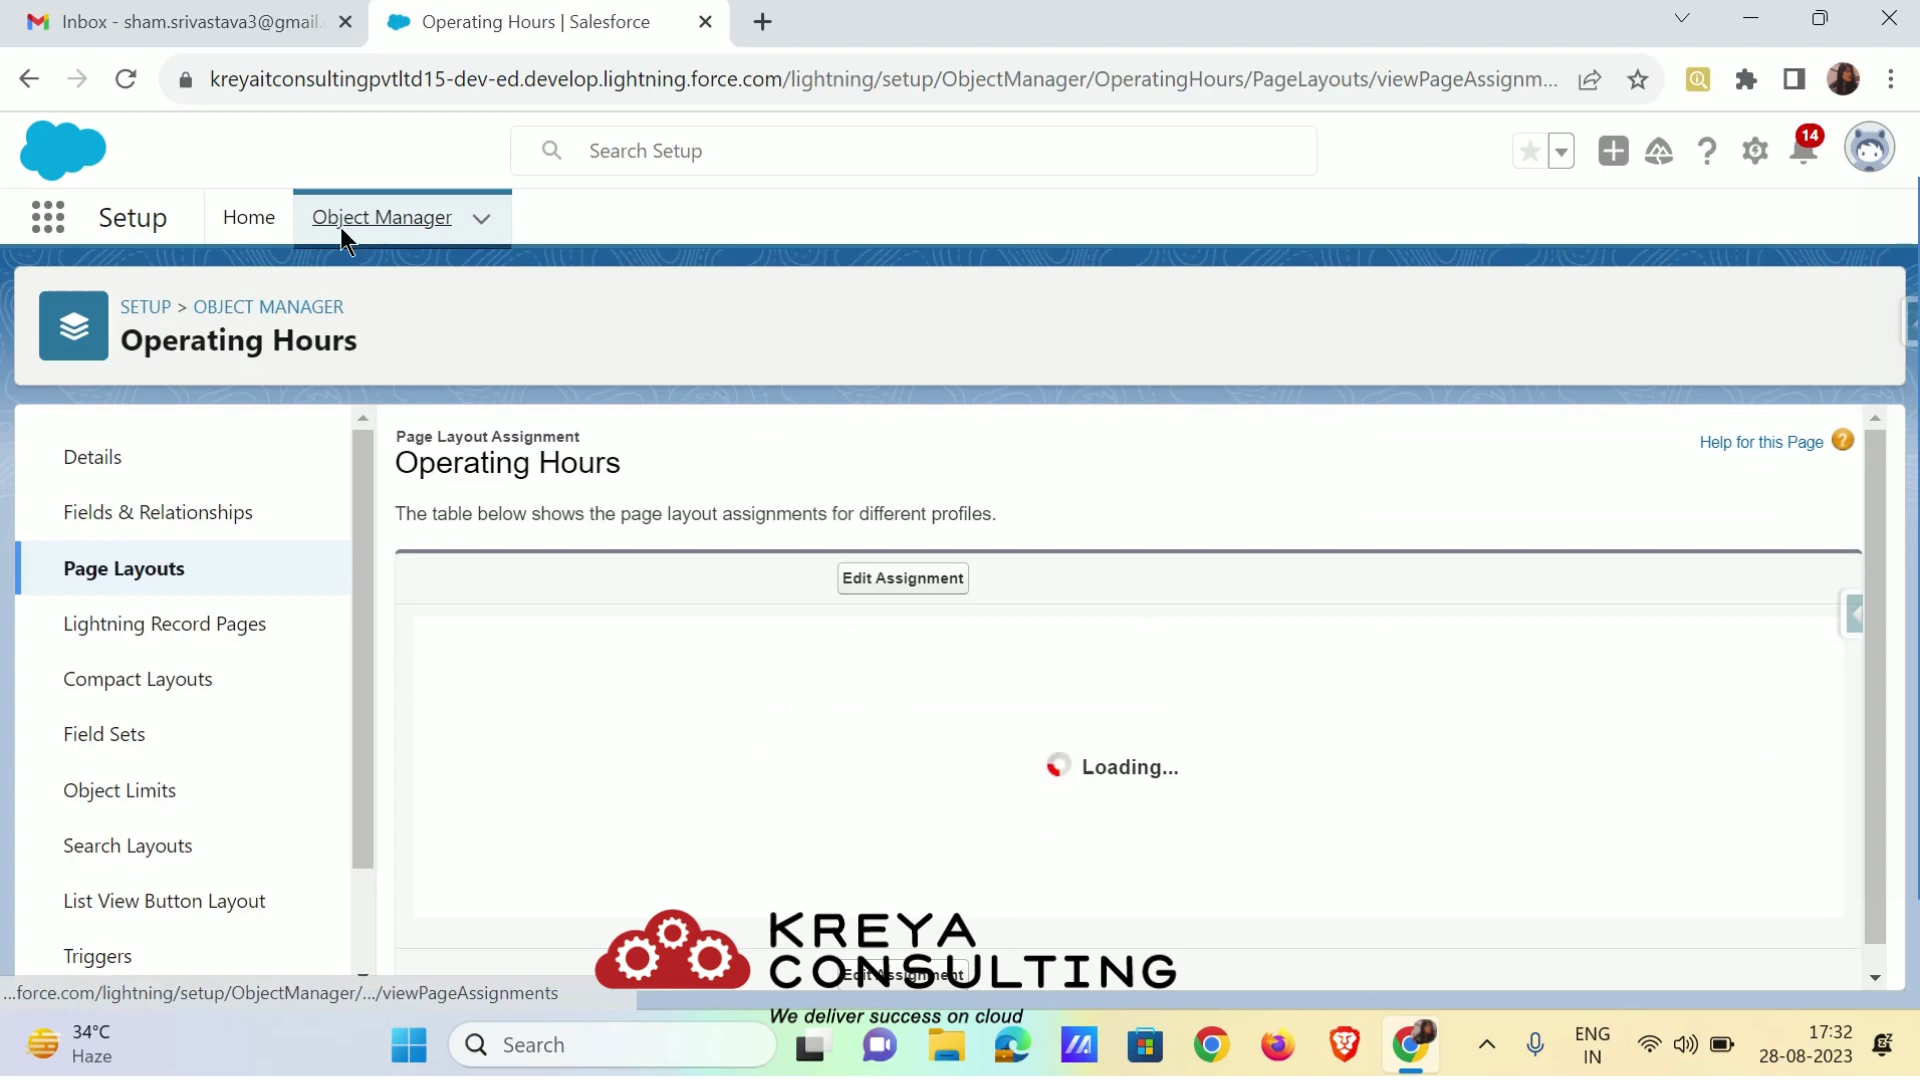 Inbox - sham.srivastava3@gmail.
Operating Hours | Salesforce
kreyaitconsultingpvtltd15-dev-ed.develop.lightning.force.com/lightning/setup/ObjectManager/OperatingHours/PageLayouts/viewPageAssignm...
Search Setup
14
Setup
Home
Object Manager
SETUP > OBJECT MANAGER
Operating Hours
Details
Fields & Relationships
Page Layouts
Lightning Record Pages
Compact Layouts
Field Sets
Object Limits
Search Layouts
List View Button Layout
Triggers
Page Layout Assignment
Operating Hours
Help for this Page ?
The table below shows the page layout assignments for different profiles.
Edit Assignment
Loading...
Edit Assignment
KREYA
CONSULTING
We deliver success on cloud
...force.com/lightning/setup/ObjectManager/.../viewPageAssignments
34°C
Haze
Search
ENG
IN
17:32
28-08-2023